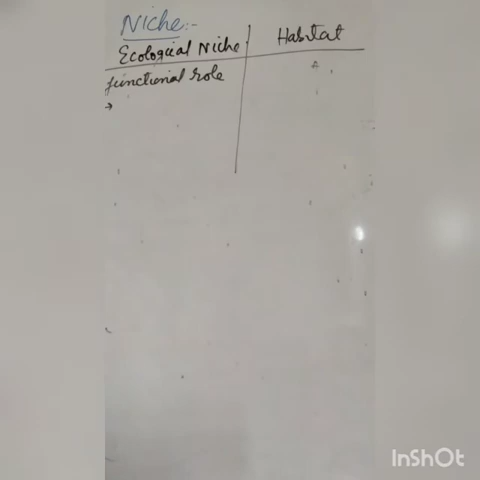 Niche:-
Ecological Niche
Habitat
functional role
→
InShOt